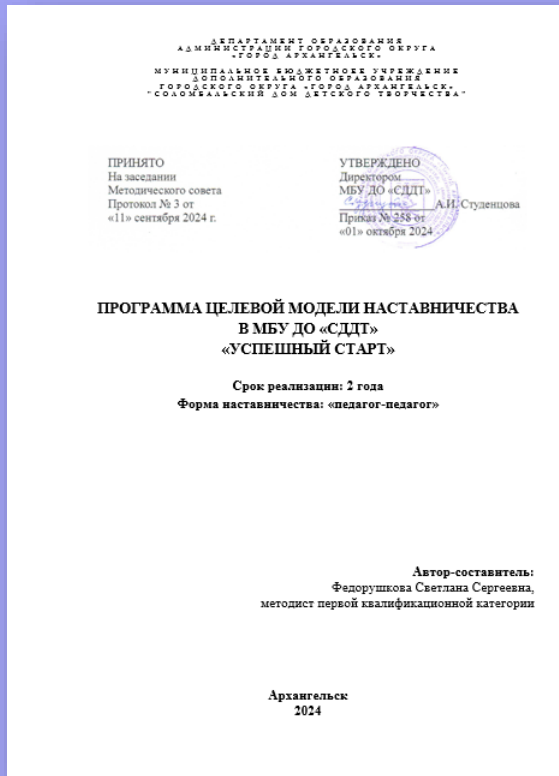 ДЕПАРТАМЕНТ ОБРАЗОВАНИЯ
АДМИНИСТРАЦИИ ГОРОДСКОГО ОКРУГА
«ГОРОД АРХАНГЕЛЬСК»
МУНИЦИПАЛЬНОЕ БЮДЖЕТНОЕ УЧРЕЖДЕНИЕ
ДОПОЛНИТЕЛЬНОГО ОБРАЗОВАНИЯ
ГОРОДСКОГО ОКРУГА «ГОРОД АРХАНГЕЛЬСК»
"СОЛОМБАЛЬСКИЙ ДОМ ДЕТСКОГО ТВОРЧЕСТВА"
ПРИНЯТО
На заседании
Методического совета
Протокол № 3 от
«11» сентября 2024 г.
УТВЕРЖДЕНО
Директором
МБУ ДО «СДДТ»
А.И. Студенцова
Приказ № 258 от
«01» октября 2024
ПРОГРАММА ЦЕЛЕВОЙ МОДЕЛИ НАСТАВНИЧЕСТВА
В МБУ ДО «СДДТ»
«УСПЕШНЫЙ СТАРТ»
Срок реализации: 2 года
Форма наставничества: «педагог-педагог»
Автор-составитель:
Федорушкова Светлана Сергеевна,
методист первой квалификационной категории
Архангельск
2024